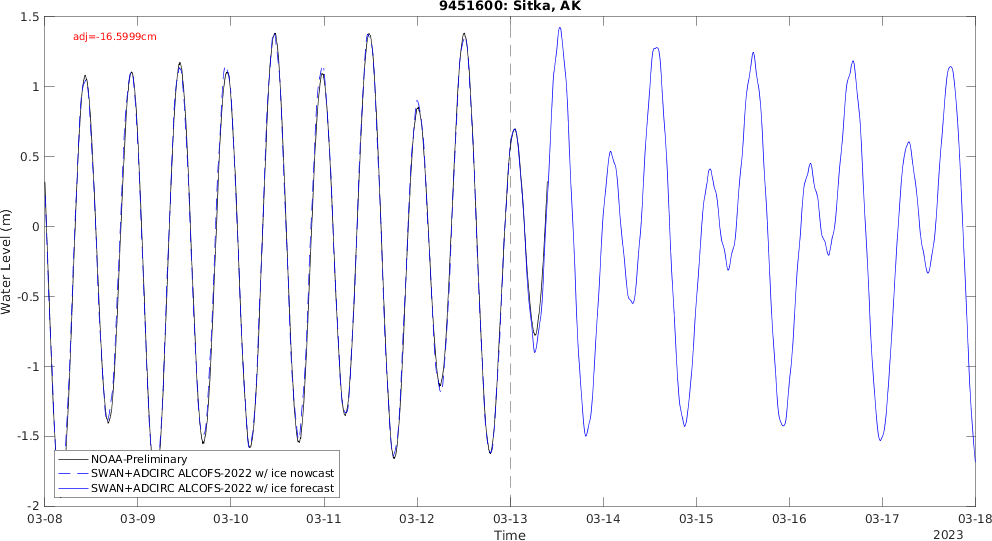 9451600: Sitka, AK
adj=-16.5999cm
1.5
1
0.5
0
-0.5
-1
-1.5
-2
Water Level (m)
NOAA-Preliminary
SWAN+ADCIRC ALCOFS-2022 w/ ice nowcast
SWAN+ADCIRC ALCOFS-2022 w/ ice forecast
03-08 03-09 03-10 03-11 03-12 03-13 03-14 03-15 03-16 03-17 03-18
Time
2023